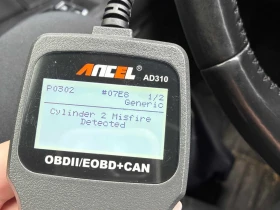 ANCEL
AD310
P0302 #07E8 1/2
Generic
Cylinder 2 Misfire
Detected
OBDII/EOBD+CAN